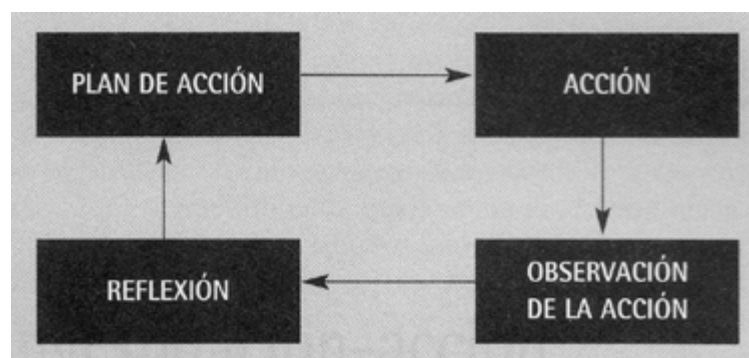 PLAN DE ACCIÓN
ACCIÓN
REFLEXIÓN
OBSERVACIÓN
DE LA ACCIÓN